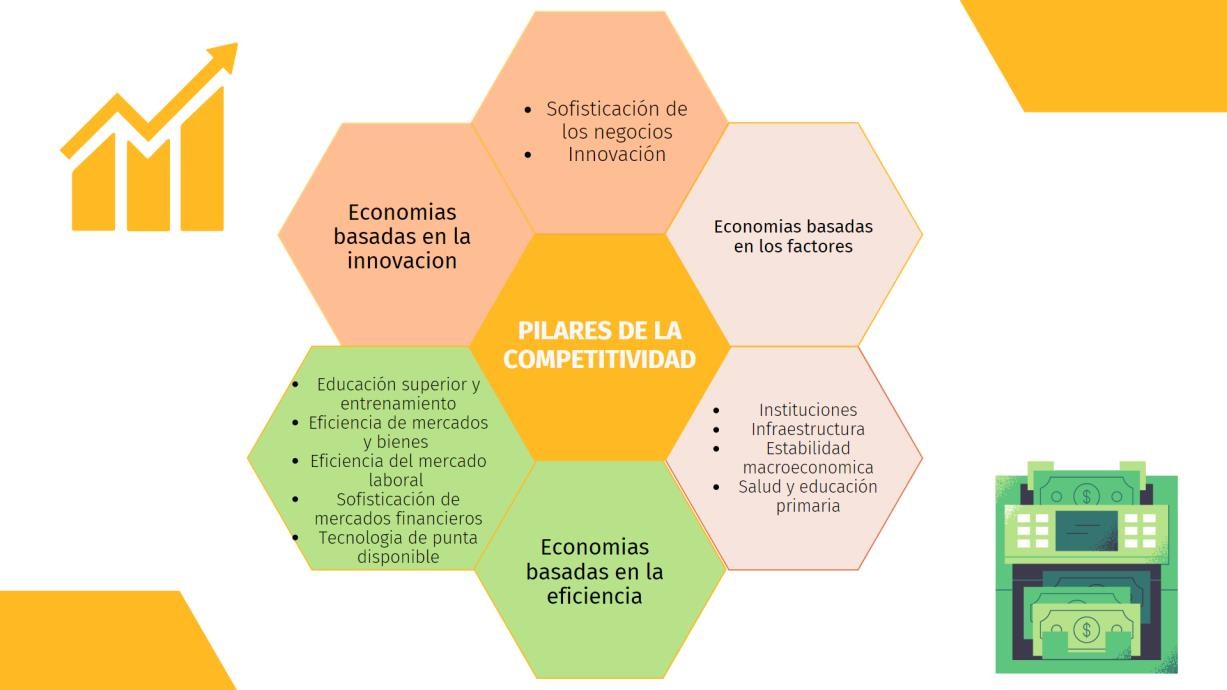 • Sofisticación de
los negocios
• Innovación
Economias
basadas en la
innovacion
Economias basadas
en los factores
PILARES DE LA
COMPETITIVIDAD
• Educación superior y
entrenamiento
• Eficiencia de mercados
y bienes
• Eficiencia del mercado
laboral
• Sofisticación de
mercados financieros
• Tecnologia de punta
disponible
• Instituciones
• Infraestructura
• Estabilidad
macroeconomica
• Salud y educación
primaria
Economias
basadas en la
eficiencia
$
$